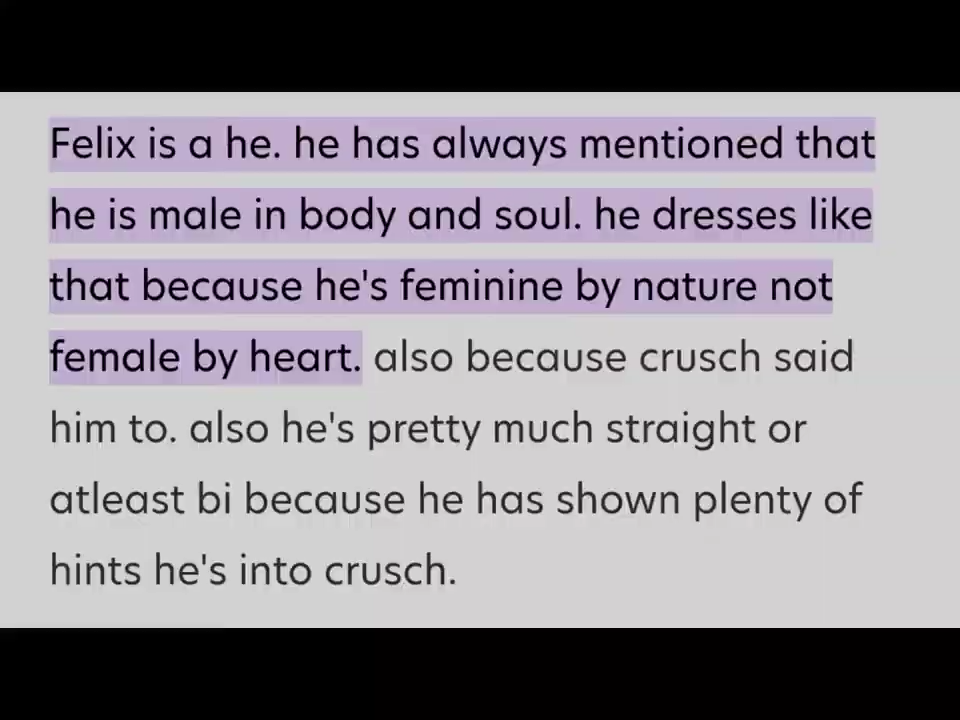 Felix is a he. he has always mentioned that
he is male in body and soul. he dresses like
that because he's feminine by nature not
female by heart. also because crusch said
him to. also he's pretty much straight or
atleast bi because he has shown plenty of
hints he's into crusch.